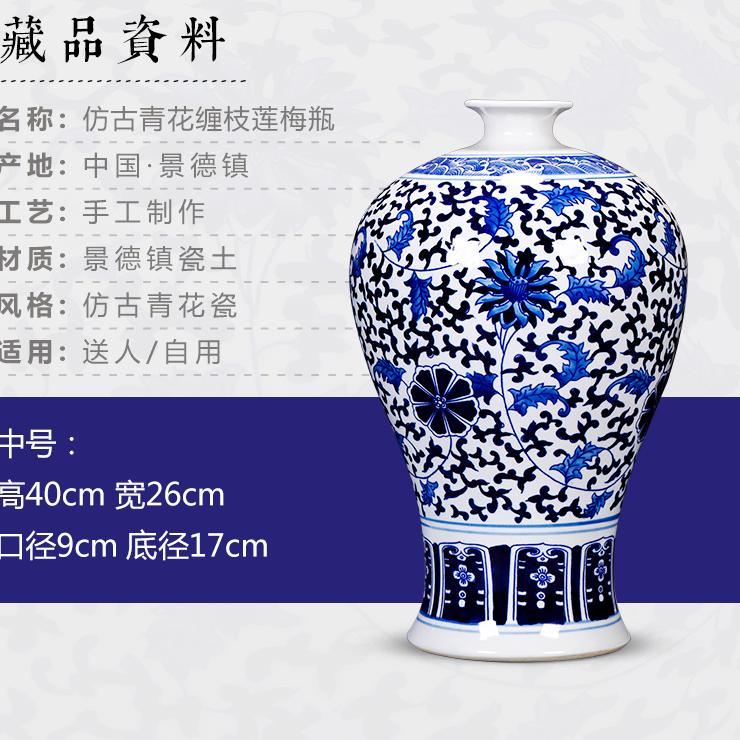 藏品資料
名称：仿古青花缠枝莲梅瓶
产地：中国·景德镇
工艺：手工制作
材质：景德镇瓷土
风格：仿古青花瓷
适用：送人/自用
中号：
高40cm 宽26cm
口径9cm 底径17cm